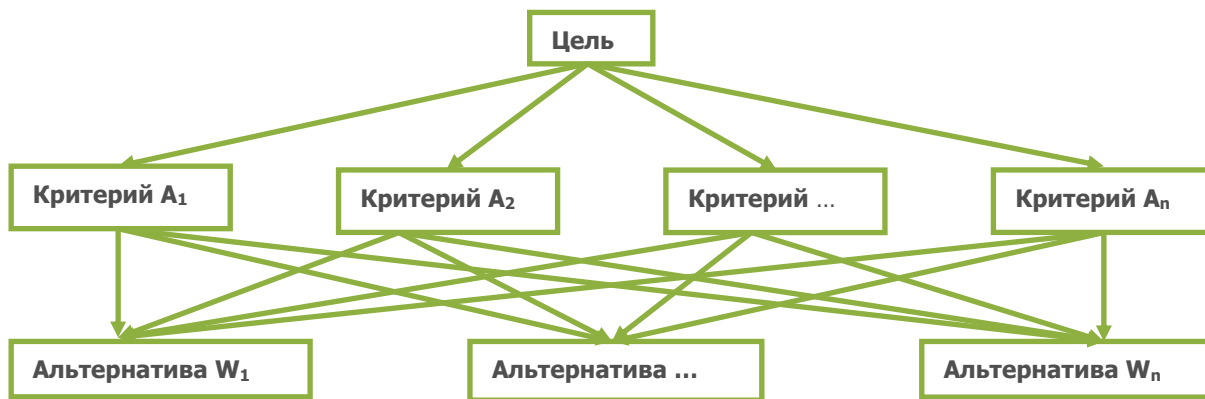 Цель
Критерий A₁
Критерий A₂
Критерий ...
Критерий Aₙ
Альтернатива W₁
Альтернатива ...
Альтернатива Wₙ